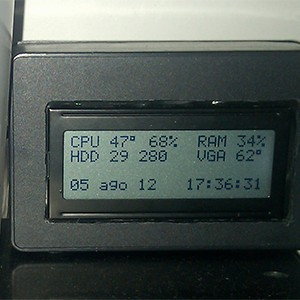 CPU 47° 68% RAM 34%
HDD 29 280 VGA 62°
05 ago 12 17:36:31